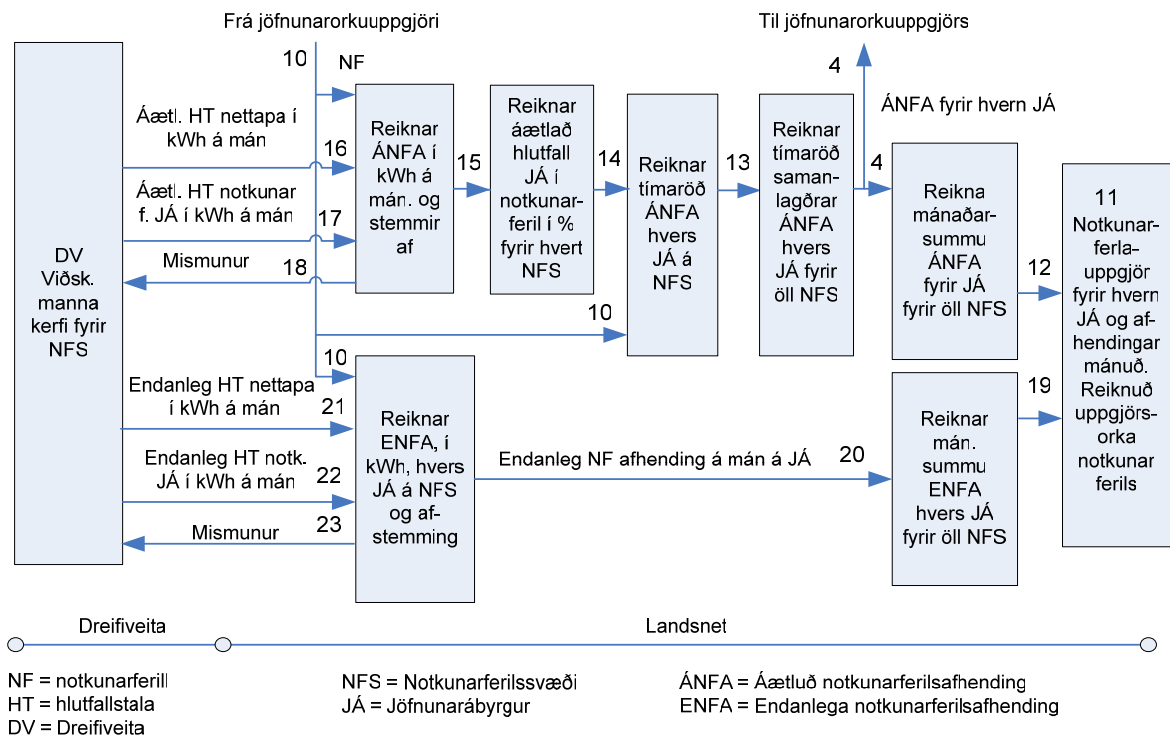 Frá jöfnunarorkuuppgjöri
Til jöfnunarorkuuppgjörs
10
NF
4
ÁNFA fyrir hvern JÁ
DV
Viðsk.
manna
kerfi fyrir
NFS
Áætl. HT nettapa í
kWh á mán
16
Áætl. HT notkunar
f. JÁ í kWh á mán
17
Mismunur
18
Reiknar
ÁNFA í
kWh á
mán. og
stemmir
af
15
Reiknar
áætlað
hlutfall
JÁ í
notkunar-
feril í %
fyrir hvert
NFS
14
Reiknar
tímaröð
ÁNFA
hvers
JÁ á
NFS
13
Reiknar
tímaröð
saman-
lagðrar
ÁNFA
hvers
JÁ fyrir
öll NFS
4
Reikna
mánaðar-
summu
ÁNFA
fyrir JÁ
fyrir öll NFS
12
11
Notkunar-
ferla-
uppgjör
fyrir hvern
JÁ og af-
hendingar
mánuð.
Reiknuð
uppgjörs-
orka
notkunar
ferils
10
10
Endanleg HT nettapa
í kWh á mán
21
Endanleg HT notk.
JÁ í kWh á mán
22
Mismunur
23
Reiknar
ENFA, í
kWh, hvers
JÁ á NFS
og af-
stemming
Endanleg NF afhending á mán á JÁ
20
Reiknar
mán.
summu
ENFA
hvers JÁ
fyrir öll NFS
19
Dreifiveita
Landsnet
NF = notkunarferill
HT = hlutfallstala
DV = Dreifiveita
NFS = Notkunarferilssvæði
JÁ = Jöfnunarábyrgur
ÁNFA = Áætluð notkunarferilsafhending
ENFA = Endanlega notkunarferilsafhending